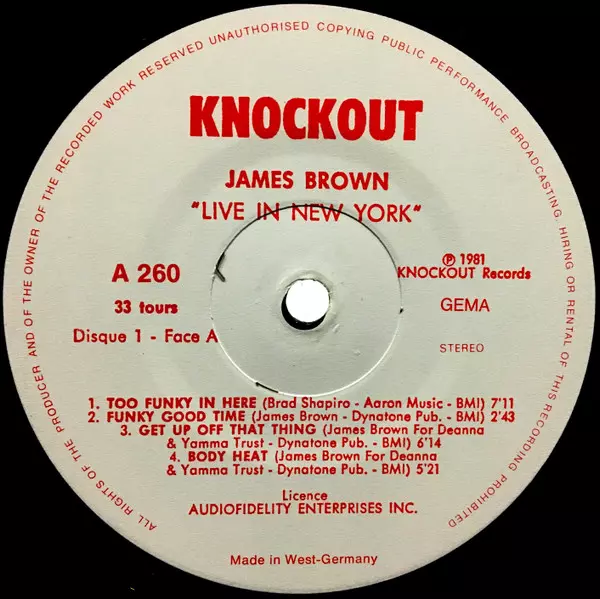 ALL RIGHTS OF THE PRODUCER AND OF THE OWNER OF THE RECORDED WORK RESERVED UNAUTHORISED COPYING PUBLIC PERFORMANCE BROADCASTING, HIRING OR RENTAL OF THIS RECORDING PROHIBITED
KNOCKOUT
JAMES BROWN
"LIVE IN NEW YORK"
A 260
℗ 1981
KNOCKOUT Records
33 tours
GEMA
Disque 1 - Face A
STEREO
1. TOO FUNKY IN HERE (Brad Shapiro - Aaron Music - BMI) 7'11
2. FUNKY GOOD TIME (James Brown - Dynatone Pub. - BMI) 2'43
3. GET UP OFF THAT THING (James Brown For Deanna
& Yamma Trust - Dynatone Pub. - BMI) 6'14
4. BODY HEAT (James Brown For Deanna
& Yamma Trust - Dynatone Pub. - BMI) 5'21
Licence
AUDIOFIDELITY ENTERPRISES INC.
Made in West-Germany